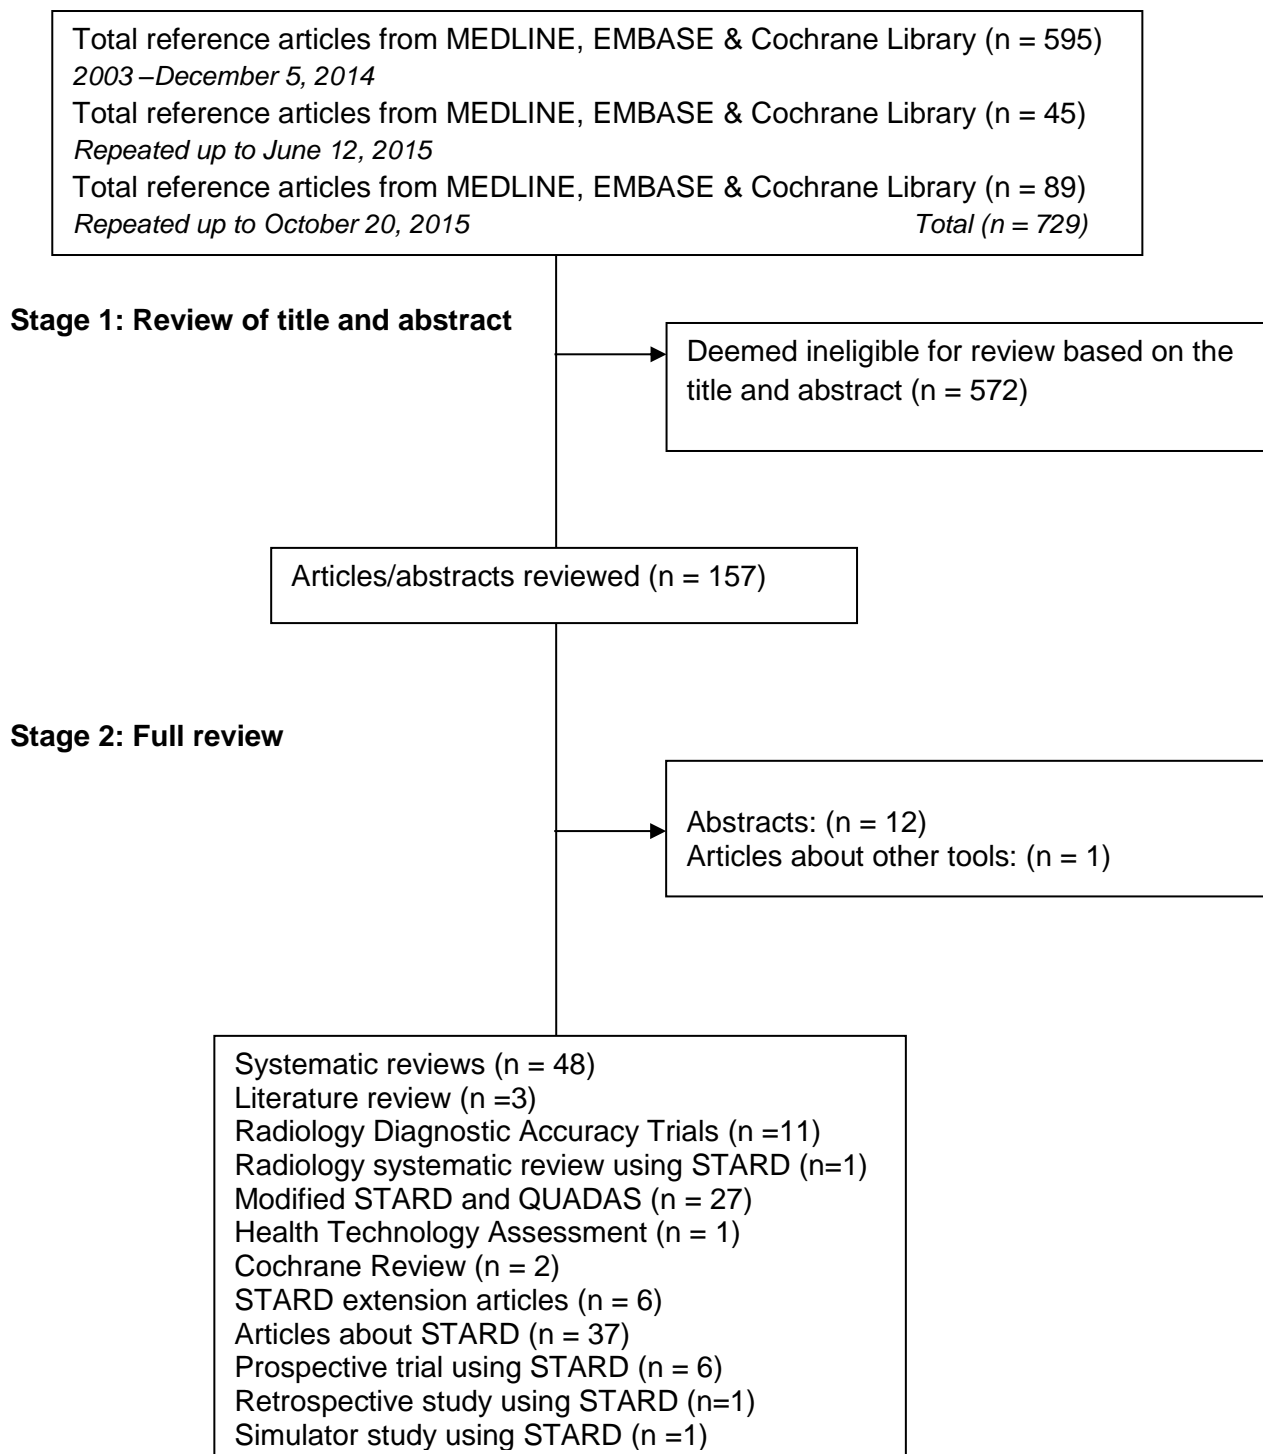 Total reference articles from MEDLINE, EMBASE & Cochrane Library (n = 595)
2003 –December 5, 2014
Total reference articles from MEDLINE, EMBASE & Cochrane Library (n = 45)
Repeated up to June 12, 2015
Total reference articles from MEDLINE, EMBASE & Cochrane Library (n = 89)
Repeated up to October 20, 2015 Total (n = 729)
Stage 1: Review of title and abstract
Deemed ineligible for review based on the
title and abstract (n = 572)
Articles/abstracts reviewed (n = 157)
Stage 2: Full review
Abstracts: (n = 12)
Articles about other tools: (n = 1)
Systematic reviews (n = 48)
Literature review (n =3)
Radiology Diagnostic Accuracy Trials (n =11)
Radiology systematic review using STARD (n=1)
Modified STARD and QUADAS (n = 27)
Health Technology Assessment (n = 1)
Cochrane Review (n = 2)
STARD extension articles (n = 6)
Articles about STARD (n = 37)
Prospective trial using STARD (n = 6)
Retrospective study using STARD (n=1)
Simulator study using STARD (n =1)